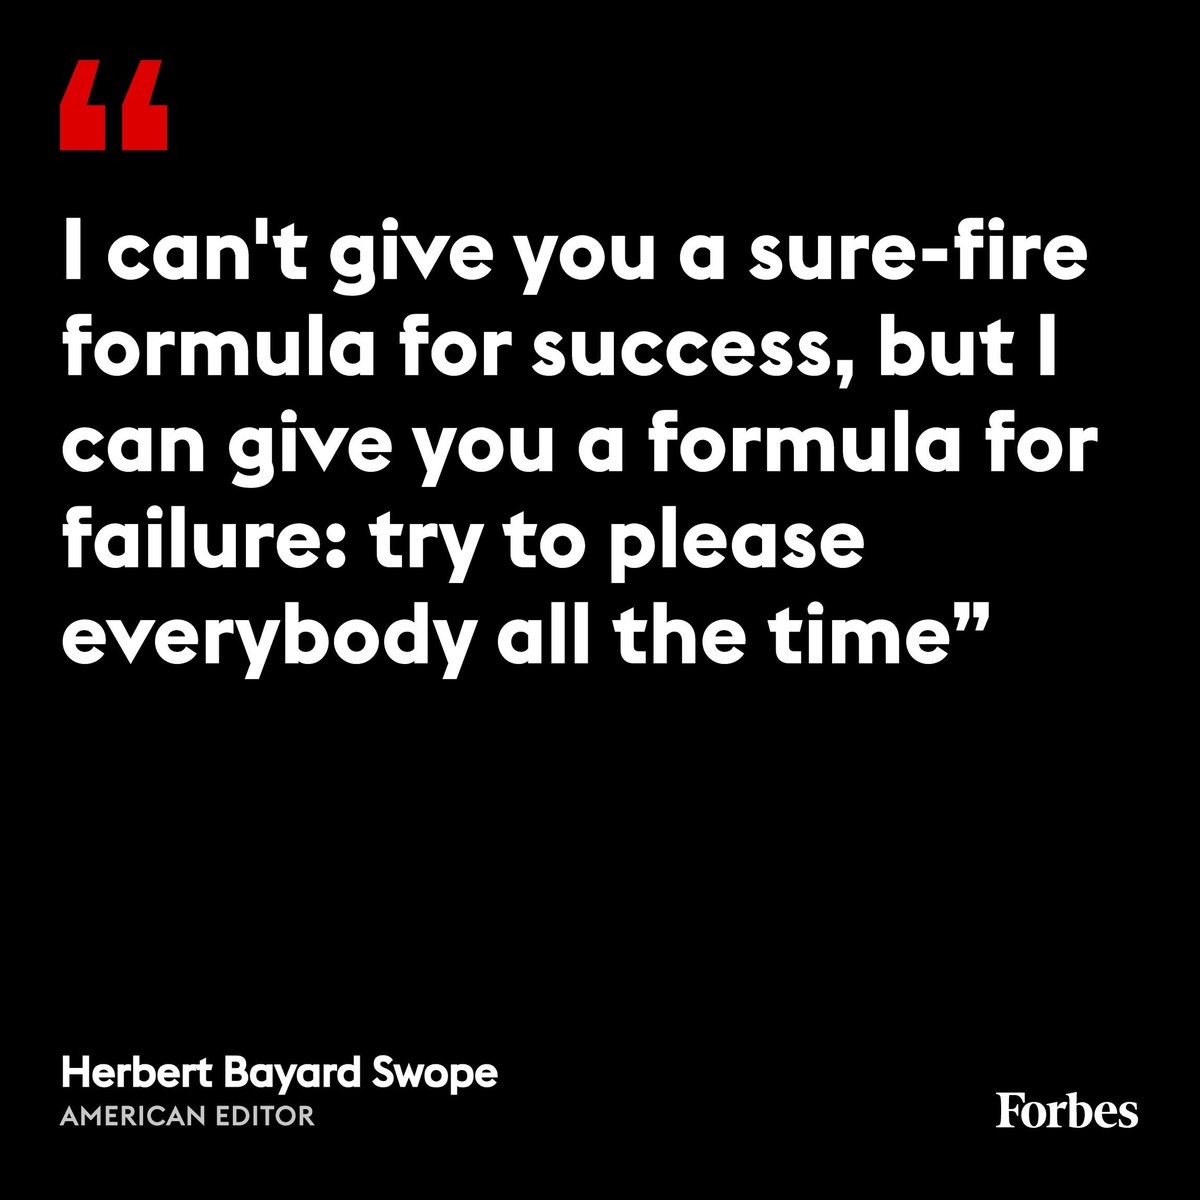 “
I can't give you a sure-fire
formula for success, but I
can give you a formula for
failure: try to please
everybody all the time”
Herbert Bayard Swope
AMERICAN EDITOR
Forbes